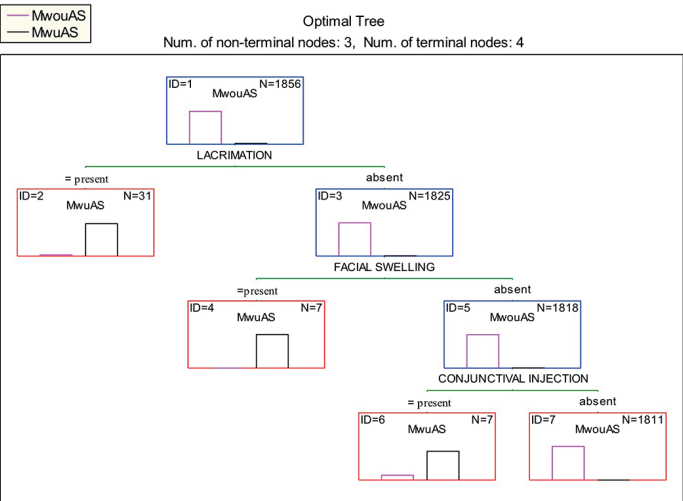 MwouAS
MwuAS
Optimal Tree
Num. of non-terminal nodes: 3, Num. of terminal nodes: 4
ID=1 N=1856
MwouAS
LACRIMATION
= present absent
ID=2 N=31
MwuAS
ID=3 N=1825
MwouAS
FACIAL SWELLING
=present absent
ID=4 N=7
MwuAS
ID=5 N=1818
MwouAS
CONJUNCTIVAL INJECTION
= present absent
ID=6 N=7
MwuAS
ID=7 N=1811
MwouAS